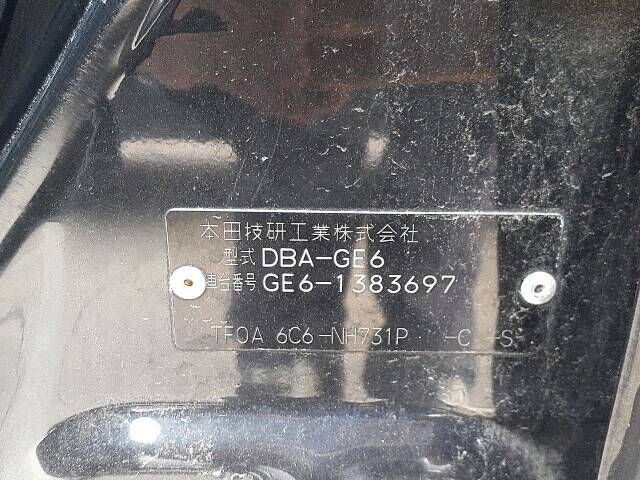 本田技研工業株式会社
型式 DBA-GE6
車台番号 GE6-1383697
TF0A 6C6-NH731P -C -S